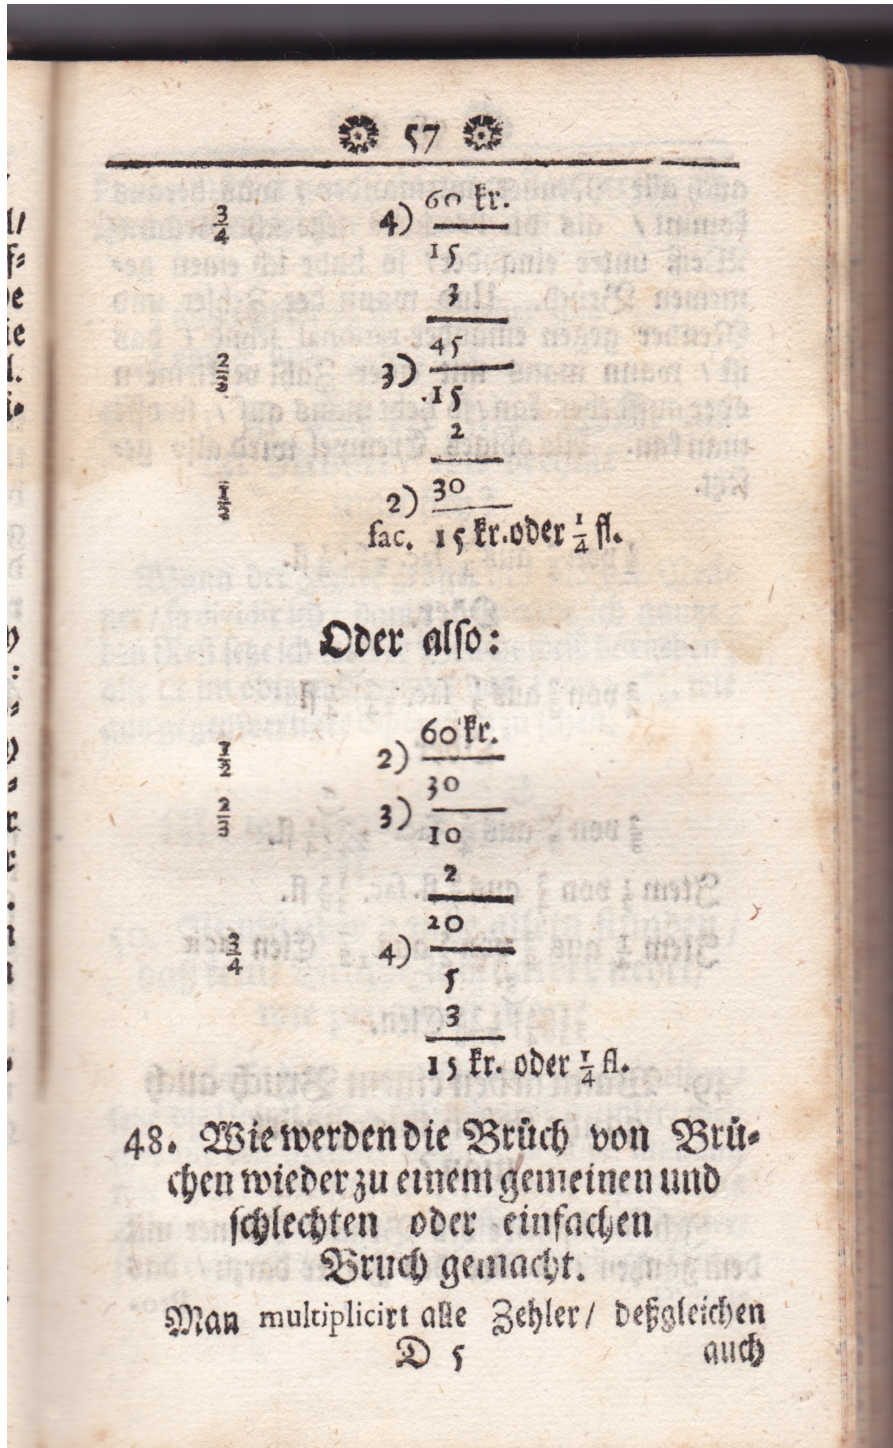 57
3/4 4) 60 kr.
15
3
45
2/3 3)
15
2
1/2 2) 30
fac. 15 kr. oder 1/4 fl.
Oder also:
60 kr.
1/2 2)
30
2/3 3)
10
2
20
3/4 4)
5
3
15 kr. oder 1/4 fl.
48. Wie werden die Brüch von Brü-
chen wieder zu einem gemeinen und
schlechten oder einfachen
Bruch gemacht.
Man multiplicirt alle Zehler / deßgleichen
D 5 auch